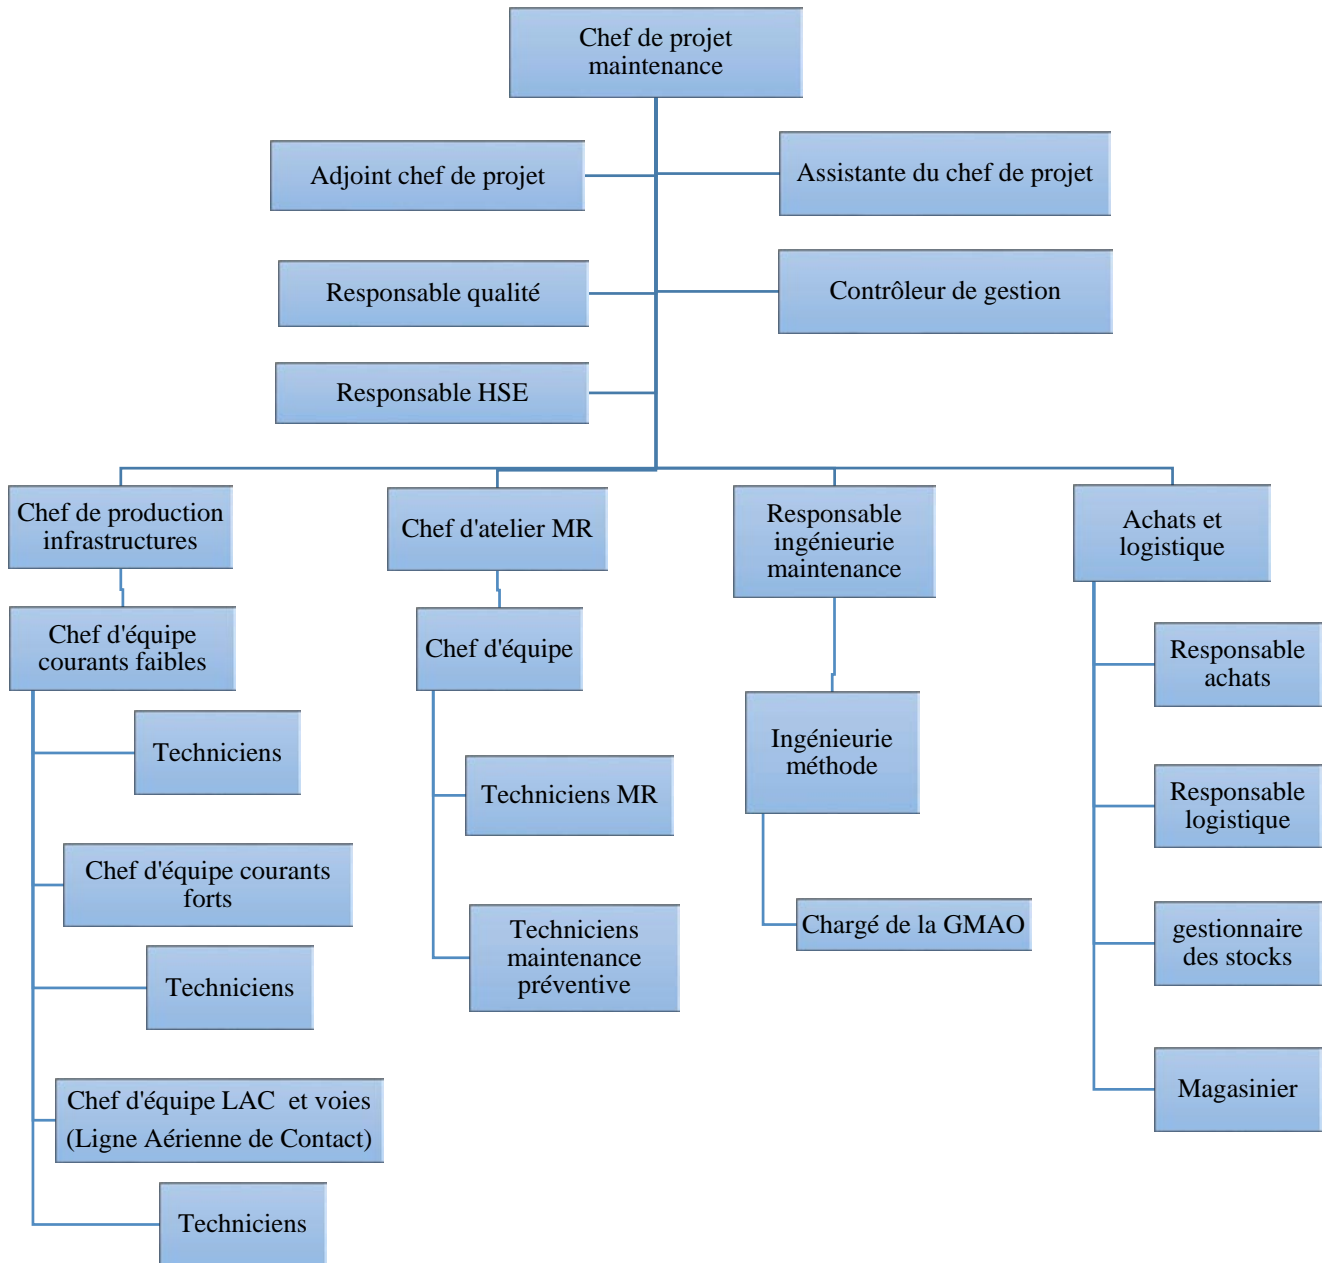 Chef de projet
maintenance
Adjoint chef de projet
Assistante du chef de projet
Responsable qualité
Contrôleur de gestion
Responsable HSE
Chef de production
infrastructures
Chef d'équipe
courants faibles
Techniciens
Chef d'équipe courants
forts
Techniciens
Chef d'équipe LAC et voies
(Ligne Aérienne de Contact)
Techniciens
Chef d'atelier MR
Chef d'équipe
Techniciens MR
Techniciens
maintenance
préventive
Responsable
ingénieurie
maintenance
Ingénieurie
méthode
Chargé de la GMAO
Achats et
logistique
Responsable
achats
Responsable
logistique
gestionnaire
des stocks
Magasinier